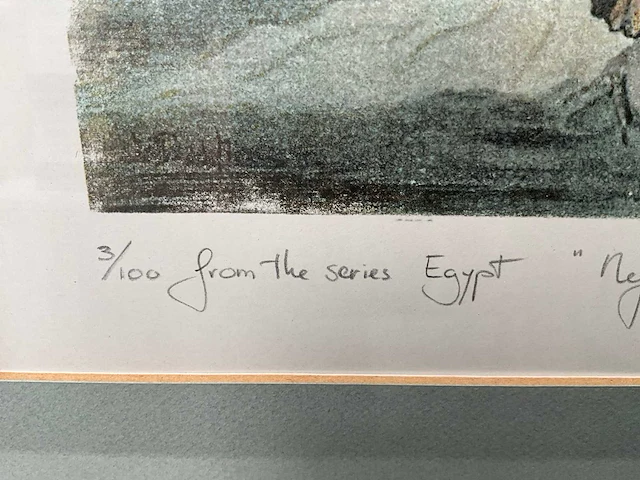 3/100 from the series Egypt "